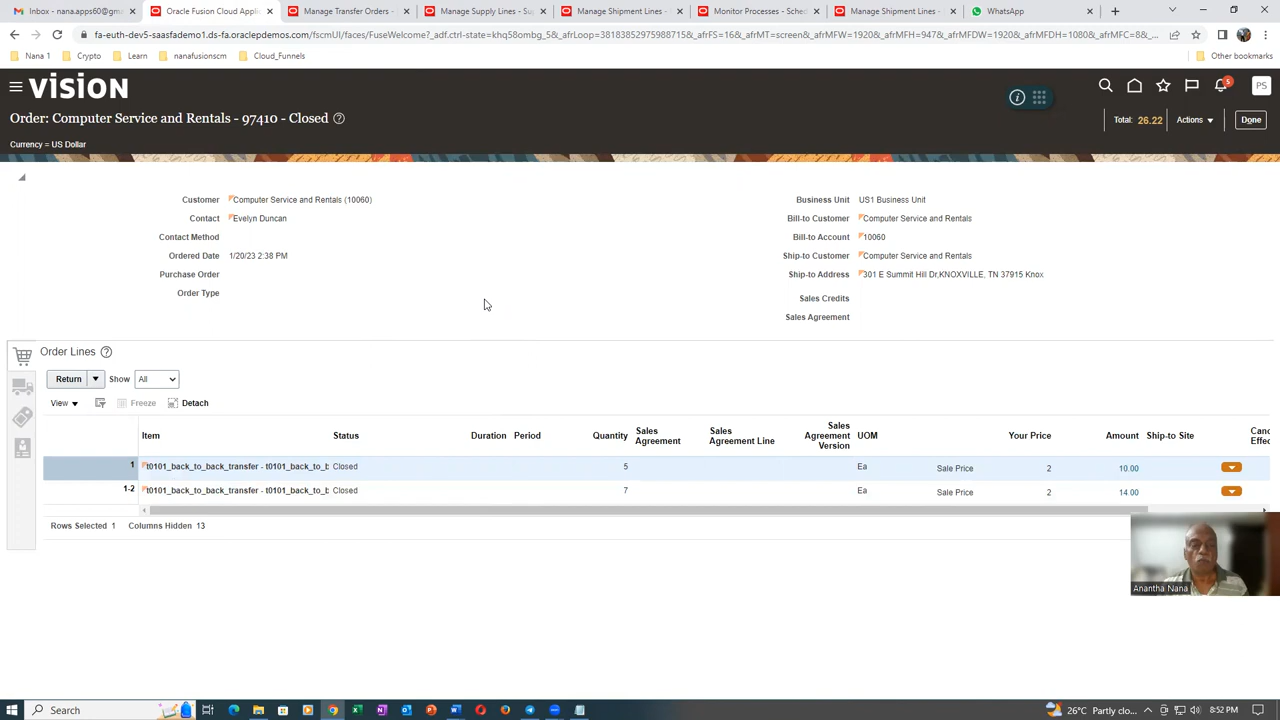 Inbox - nana.apps60@gma
Oracle Fusion Cloud Applic
Manage Transfer Orders -
Manage Supply Lines - Sup
Manage Shipment Lines -
Monitor Processes - Sched
Manage Shipment Lines -
WhatsApp
fa-euth-dev5-saasfademo1.ds-fa.oraclepdemos.com/fscmUI/faces/FuseWelcome?_adf.ctrl-state=khq58ombg_5&_afrLoop=38183852975988715&_afrFS=16&_afrMT=screen&_afrMFW=1920&_afrMFH=947&_afrMFDW=1920&_afrMFDH=1080&_afrMFC=8&_...
Nana 1
Crypto
Learn
nanafusionscm
Cloud_Funnels
Other bookmarks
VISION
5
PS
Order: Computer Service and Rentals - 97410 - Closed
Total: 26.22 Actions Done
Currency = US Dollar
Customer Computer Service and Rentals (10060)
Contact Evelyn Duncan
Contact Method
Ordered Date 1/20/23 2:38 PM
Purchase Order
Order Type
Business Unit US1 Business Unit
Bill-to Customer Computer Service and Rentals
Bill-to Account 10060
Ship-to Customer Computer Service and Rentals
Ship-to Address 301 E Summit Hill Dr,KNOXVILLE, TN 37915 Knox
Sales Credits
Sales Agreement
Order Lines
Return Show All
View Freeze Detach
Item Status Duration Period Quantity Sales Agreement Sales Agreement Line Sales Agreement Version UOM Your Price Amount Ship-to Site Canc Effec
1 t0101_back_to_back_transfer - t0101_back_to_b Closed 5 Ea Sale Price 2 10.00
1-2 t0101_back_to_back_transfer - t0101_back_to_b Closed 7 Ea Sale Price 2 14.00
Rows Selected 1 Columns Hidden 13
Anantha Nana
Search
26°C Partly clo...
8:52 PM